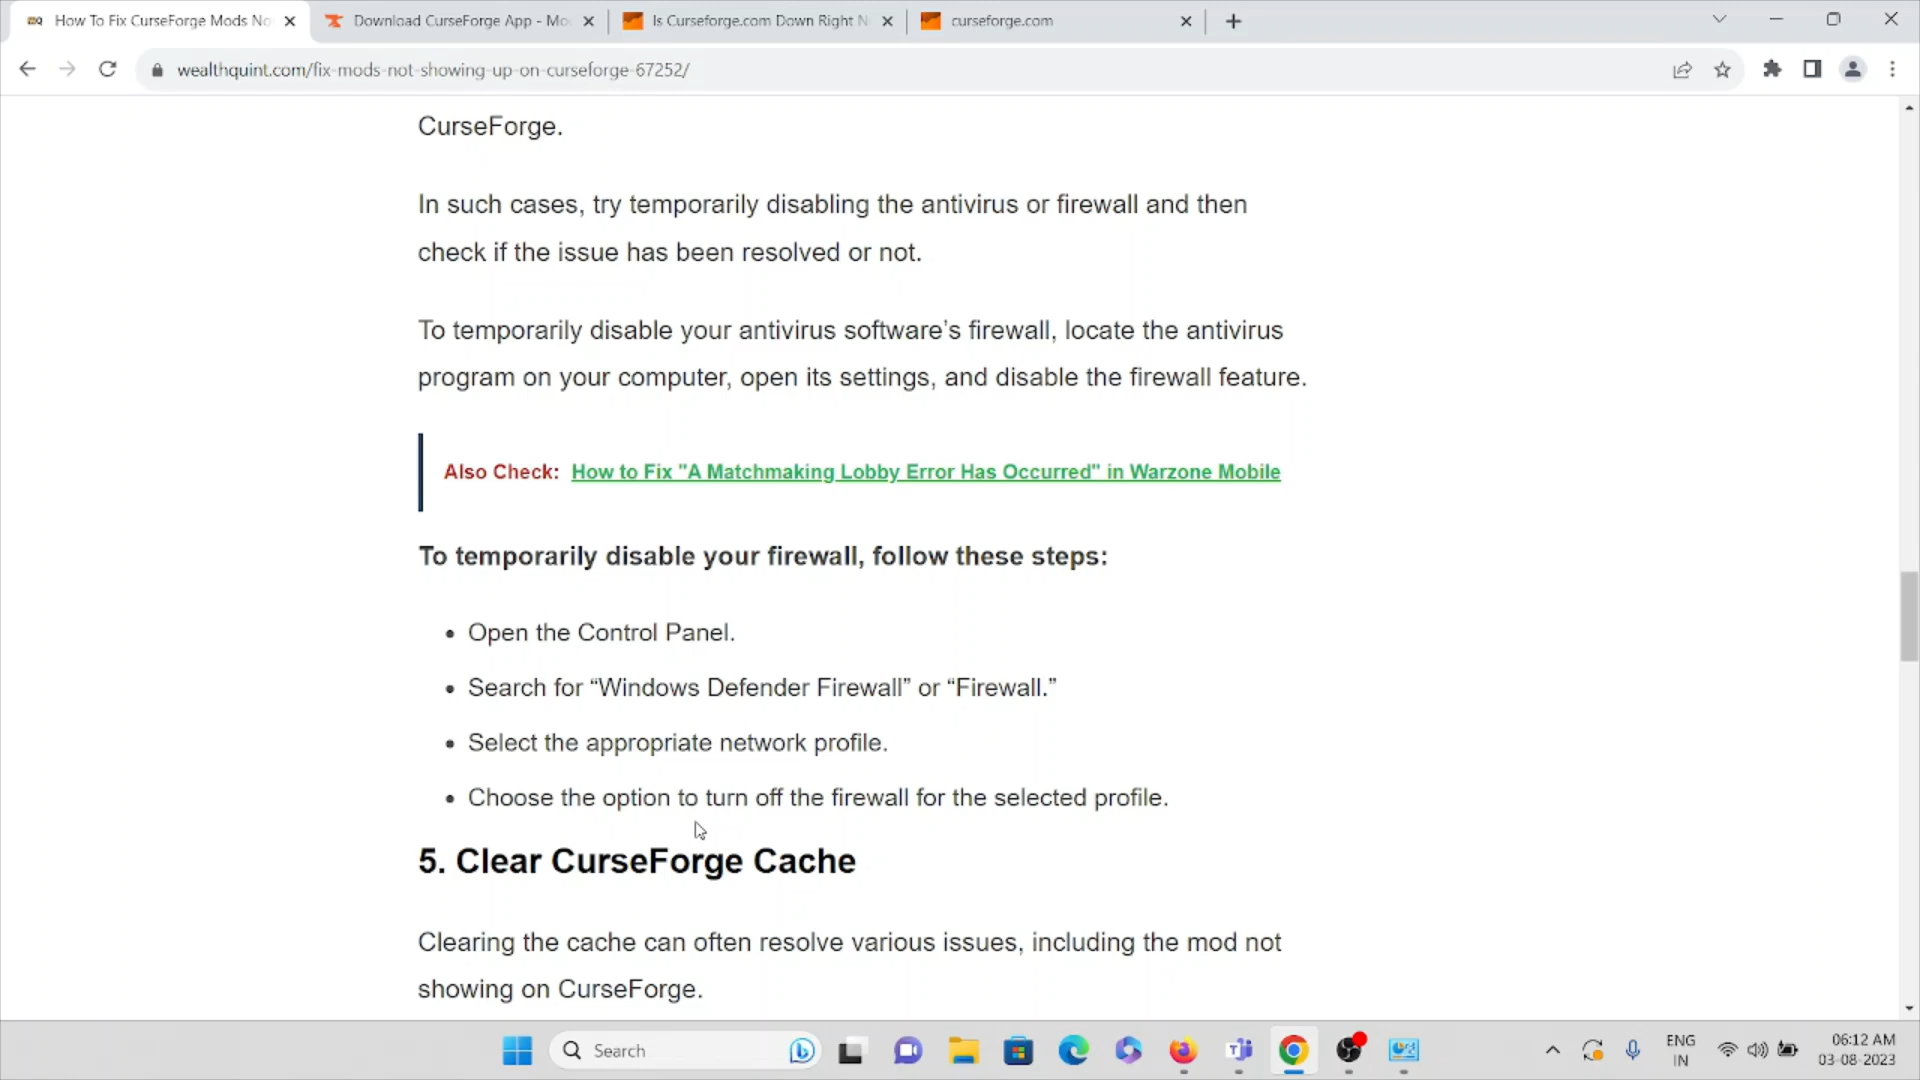 How To Fix CurseForge Mods No
Download CurseForge App - Mo
Is Curseforge.com Down Right N
curseforge.com
wealthquint.com/fix-mods-not-showing-up-on-curseforge-67252/
CurseForge.
In such cases, try temporarily disabling the antivirus or firewall and then
check if the issue has been resolved or not.
To temporarily disable your antivirus software’s firewall, locate the antivirus
program on your computer, open its settings, and disable the firewall feature.
Also Check: How to Fix "A Matchmaking Lobby Error Has Occurred" in Warzone Mobile
To temporarily disable your firewall, follow these steps:
• Open the Control Panel.
• Search for “Windows Defender Firewall” or “Firewall.”
• Select the appropriate network profile.
• Choose the option to turn off the firewall for the selected profile.
5. Clear CurseForge Cache
Clearing the cache can often resolve various issues, including the mod not
showing on CurseForge.
Search
ENG
IN
06:12 AM
03-08-2023